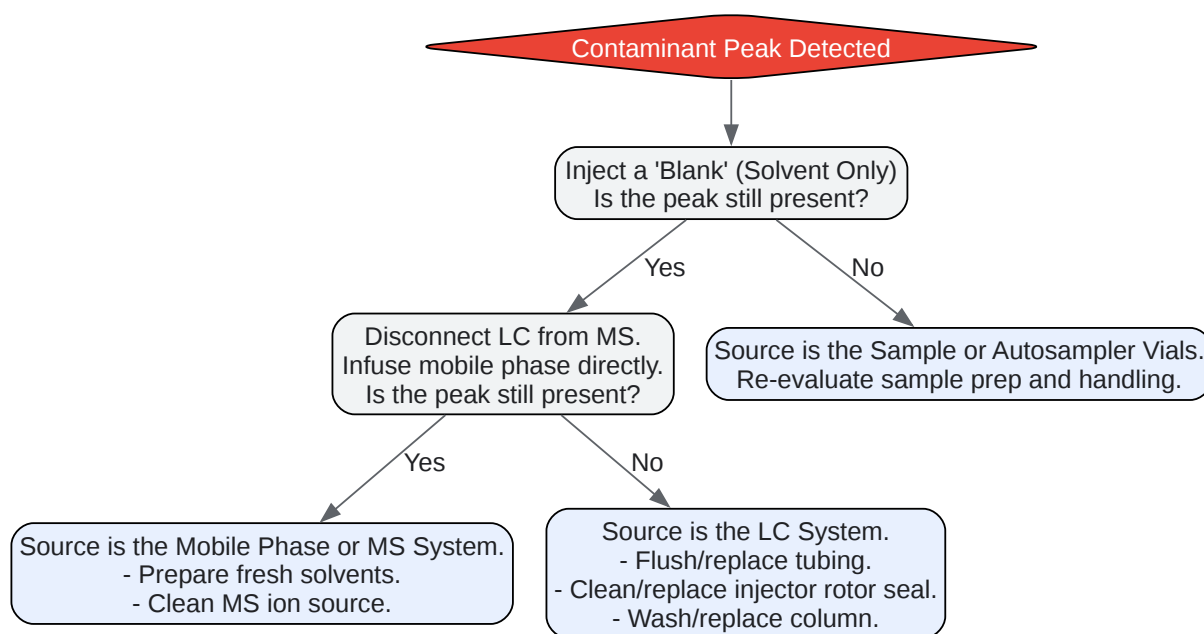 Contaminant Peak Detected
Inject a 'Blank' (Solvent Only)
Is the peak still present?
Yes
No
Disconnect LC from MS.
Infuse mobile phase directly.
Is the peak still present?
Source is the Sample or Autosampler Vials.
Re-evaluate sample prep and handling.
Yes
No
Source is the Mobile Phase or MS System.
- Prepare fresh solvents.
- Clean MS ion source.
Source is the LC System.
- Flush/replace tubing.
- Clean/replace injector rotor seal.
- Wash/replace column.